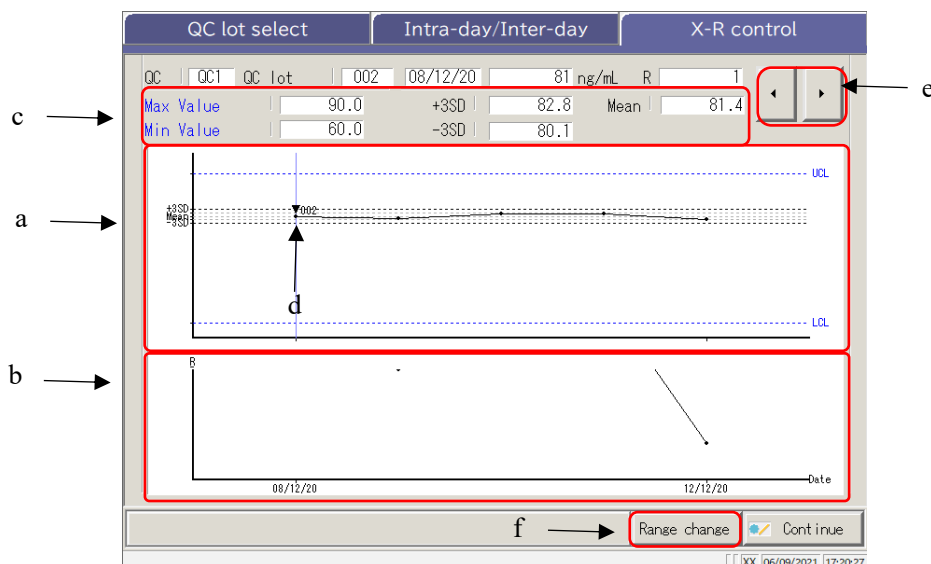 QC lot select Intra-day/Inter-day X-R control
QC QC1 QC lot 002 08/12/20 81 ng/mL R 1
e
Max Value 90.0 +3SD 82.8 Mean 81.4
c
Min Value 60.0 -3SD 80.1
UCL
+3SD
002
Mean
a
-3SD
d
LCL
B
b
Date
08/12/20 12/12/20
f Range change Continue
XX 06/09/2021 17:20:27